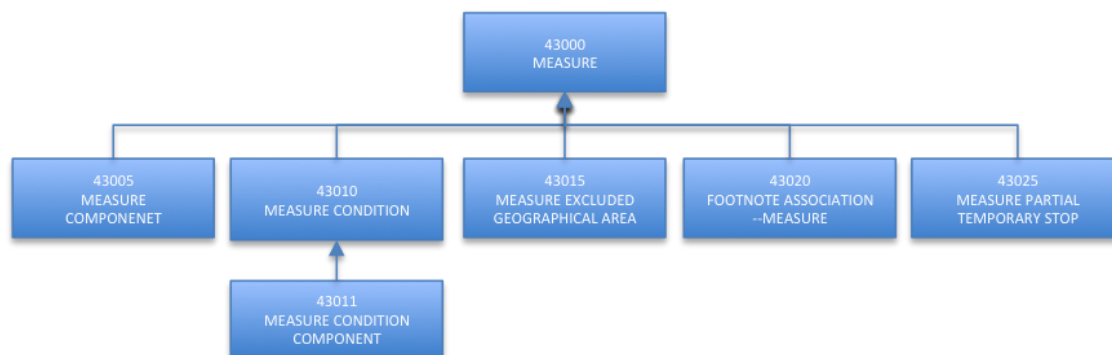 43000
MEASURE
43005
MEASURE
COMPONENET
43010
MEASURE CONDITION
43015
MEASURE EXCLUDED
GEOGRAPHICAL AREA
43020
FOOTNOTE ASSOCIATION
--MEASURE
43025
MEASURE PARTIAL
TEMPORARY STOP
43011
MEASURE CONDITION
COMPONENT